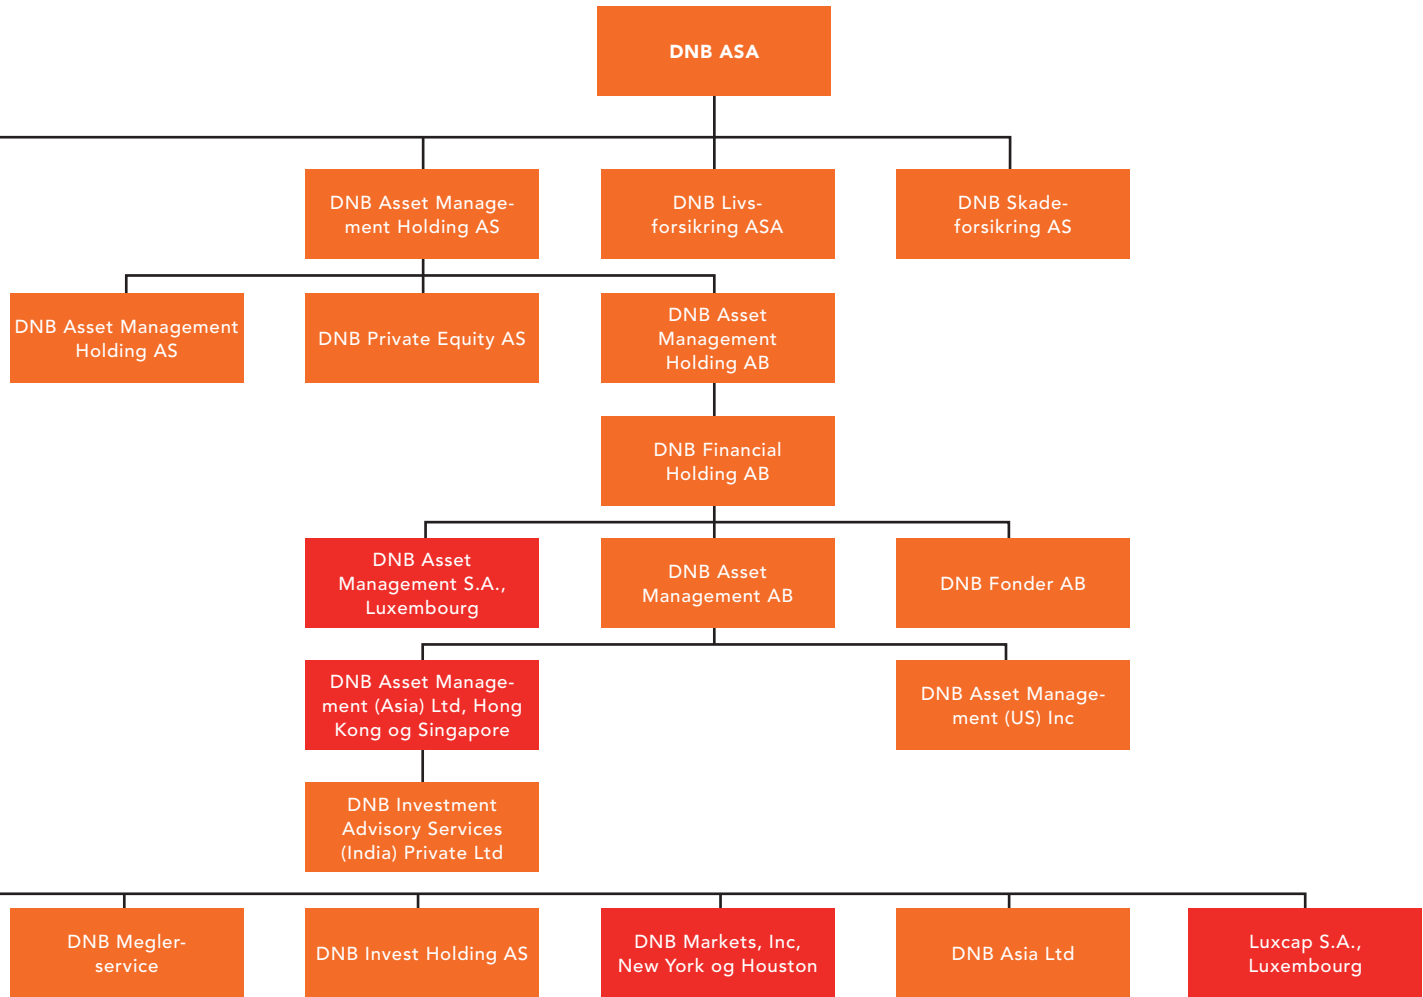 DNB ASA
DNB Asset Manage-
ment Holding AS
DNB Livs-
forsikring ASA
DNB Skade-
forsikring AS
DNB Asset Management
Holding AS
DNB Private Equity AS
DNB Asset
Management
Holding AB
DNB Financial
Holding AB
DNB Asset
Management S.A.,
Luxembourg
DNB Asset
Management AB
DNB Fonder AB
DNB Asset Manage-
ment (Asia) Ltd, Hong
Kong og Singapore
DNB Asset Manage-
ment (US) Inc
DNB Investment
Advisory Services
(India) Private Ltd
DNB Megler-
service
DNB Invest Holding AS
DNB Markets, Inc,
New York og Houston
DNB Asia Ltd
Luxcap S.A.,
Luxembourg